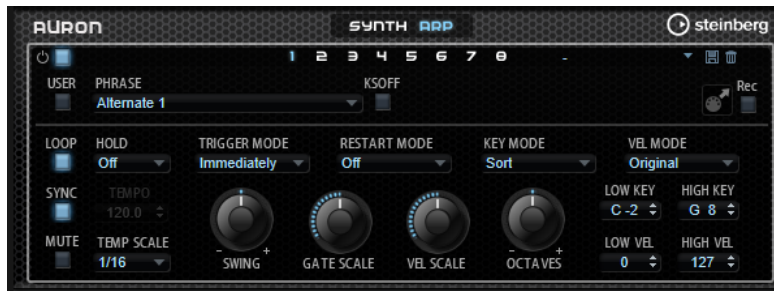 AURON SYNTH ARP steinberg
1 2 3 4 5 6 7 8 -
USER PHRASE KSOFF Rec
Alternate 1
LOOP HOLD TRIGGER MODE RESTART MODE KEY MODE VEL MODE
Off Immediately Off Sort Original
SYNC TEMPO LOW KEY HIGH KEY
120.0 C -2 G 8
MUTE TEMP SCALE LOW VEL HIGH VEL
1/16 - + SWING GATE SCALE VEL SCALE - + OCTAVES 0 127